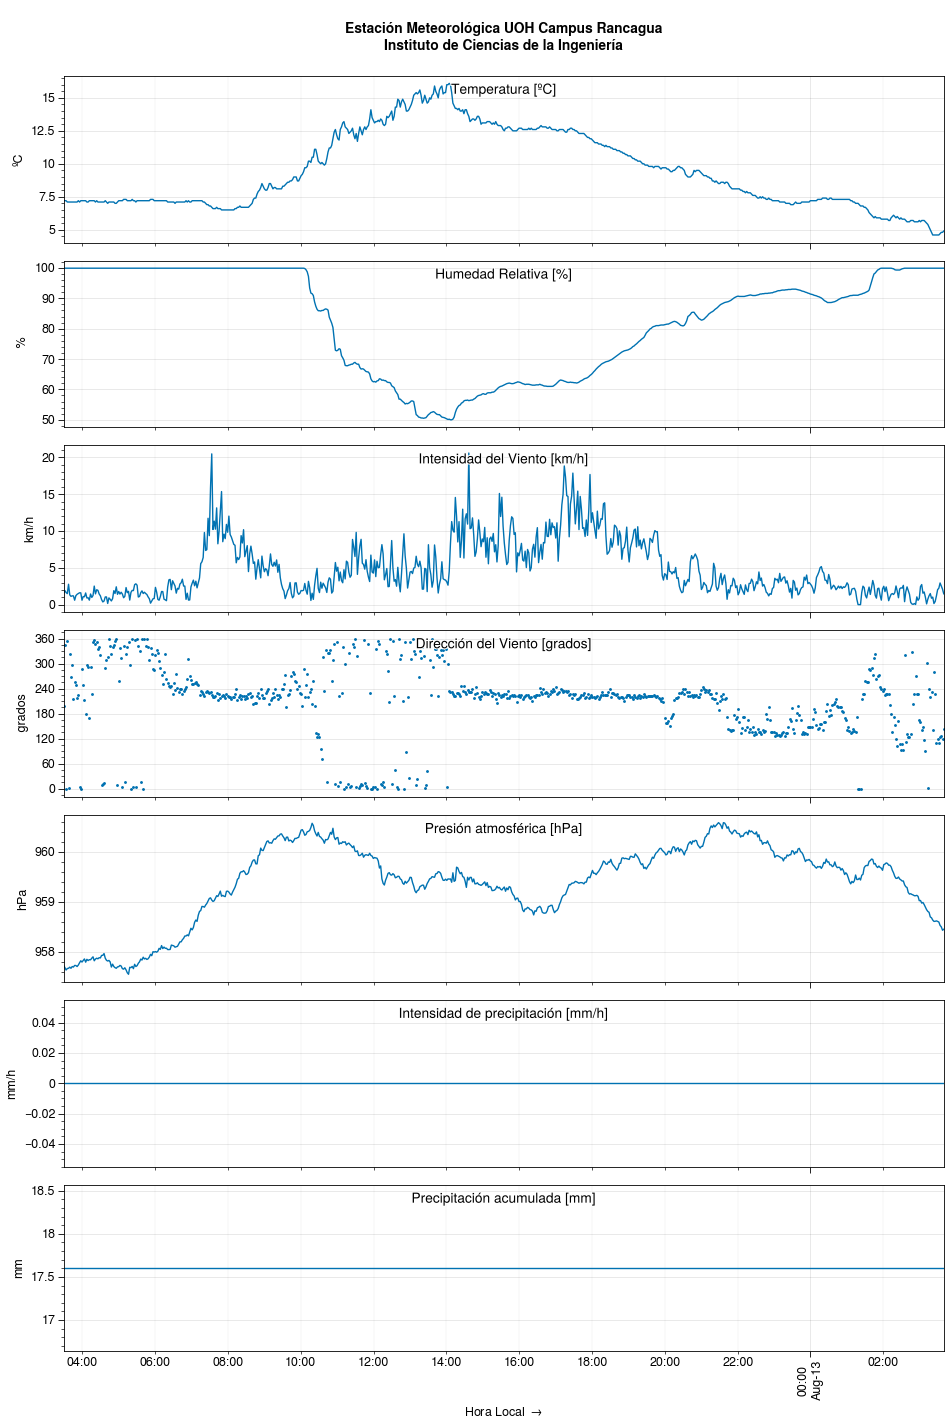 Estación Meteorológica UOH Campus Rancagua
Instituto de Ciencias de la Ingeniería
Temperatura [ºC]
ºC
15
12.5
10
7.5
5
Humedad Relativa [%]
%
100
90
80
70
60
50
Intensidad del Viento [km/h]
km/h
20
15
10
5
0
Dirección del Viento [grados]
grados
360
300
240
180
120
60
0
Presión atmosférica [hPa]
hPa
960
959
958
Intensidad de precipitación [mm/h]
mm/h
0.04
0.02
0
−0.02
−0.04
Precipitación acumulada [mm]
mm
18.5
18
17.5
17
04:00 06:00 08:00 10:00 12:00 14:00 16:00 18:00 20:00 22:00 00:00 02:00
Aug-13
Hora Local →